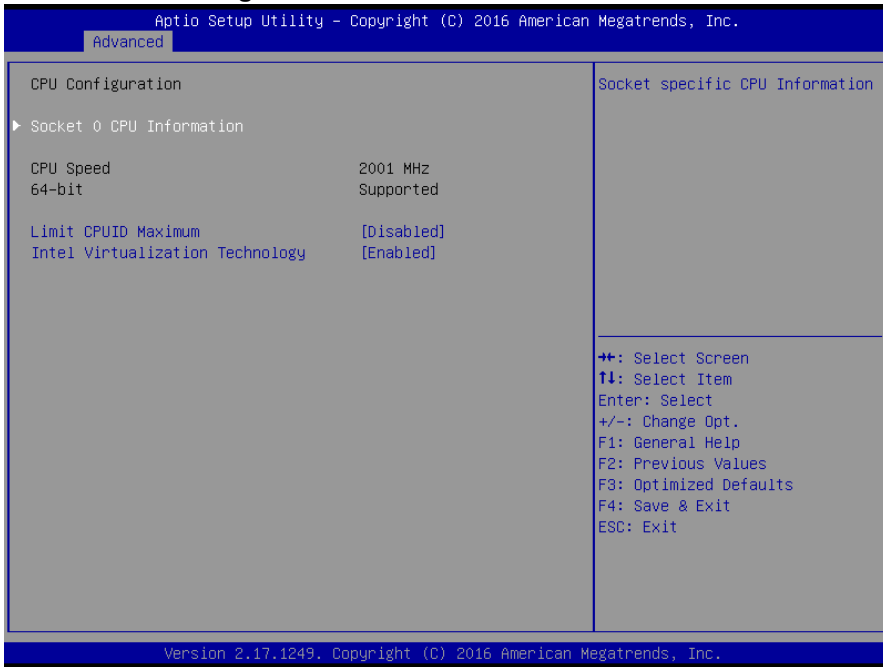 Aptio Setup Utility – Copyright (C) 2016 American Megatrends, Inc.
Advanced
CPU Configuration
Socket 0 CPU Information
CPU Speed 2001 MHz
64-bit Supported
Limit CPUID Maximum [Disabled]
Intel Virtualization Technology [Enabled]
Socket specific CPU Information
→←: Select Screen
↑↓: Select Item
Enter: Select
+/-: Change Opt.
F1: General Help
F2: Previous Values
F3: Optimized Defaults
F4: Save & Exit
ESC: Exit
Version 2.17.1249. Copyright (C) 2016 American Megatrends, Inc.